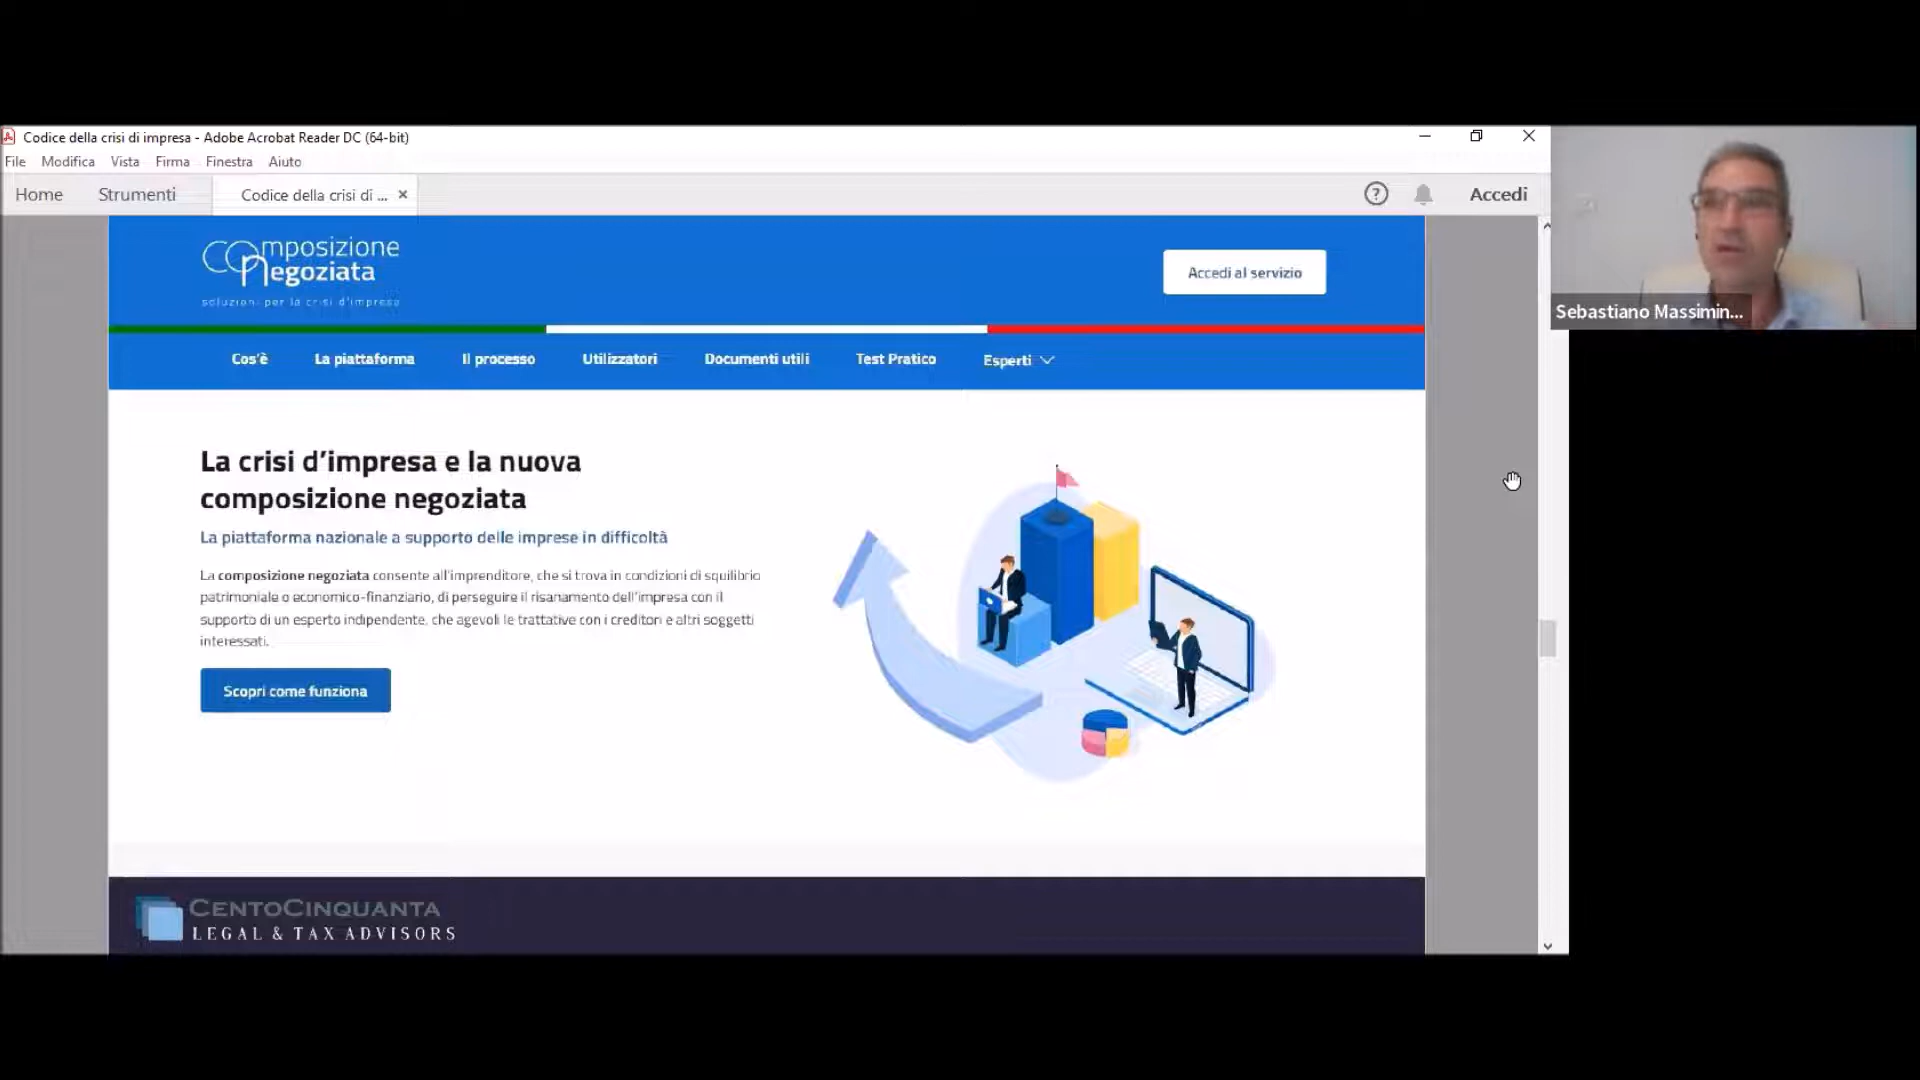 Codice della crisi di impresa - Adobe Acrobat Reader DC (64-bit)
File Modifica Vista Firma Finestra Aiuto
Home Strumenti Codice della crisi di ... Accedi
composizione
negoziata
soluzioni per la crisi d'impresa
Accedi al servizio
Cos'è La piattaforma Il processo Utilizzatori Documenti utili Test Pratico Esperti
La crisi d'impresa e la nuova
composizione negoziata
La piattaforma nazionale a supporto delle imprese in difficoltà
La composizione negoziata consente all'imprenditore, che si trova in condizioni di squilibrio
patrimoniale o economico-finanziario, di perseguire il risanamento dell'impresa con il
supporto di un esperto indipendente, che agevoli le trattative con i creditori e altri soggetti
interessati.
Scopri come funziona
CENTOCINQUANTA
LEGAL & TAX ADVISORS
Sebastiano Massimin...